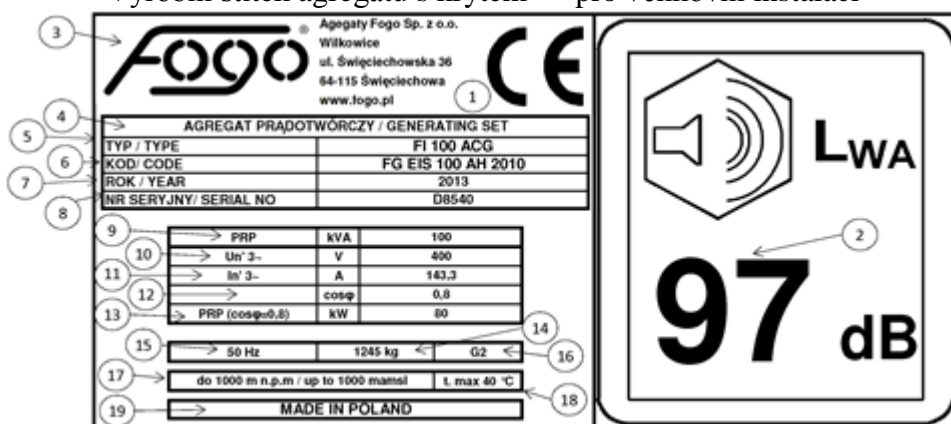 Výrobní štítek agregátu s krytem pro venkovní instalaci
3
Fogo ®
Agegaty Fogo Sp. z o.o.
Wilkowice
ul. Święciechowska 36
64-115 Święciechowa
www.fogo.pl
1
CE
4
AGREGAT PRĄDOTWÓRCZY / GENERATING SET
5
TYP / TYPE FI 100 ACG
6
KOD/ CODE FG EIS 100 AH 2010
7
ROK / YEAR 2013
8
NR SERYJNY/ SERIAL NO D8540
9
PRP kVA 100
10
Un' 3~ V 400
11
In' 3~ A 143,3
12
cosφ 0,8
13
PRP (cosφ=0,8) kW 80
14
15
50 Hz 1245 kg G2
16
17
do 1000 m n.p.m / up to 1000 mamsl t. max 40 °C
18
19
MADE IN POLAND
LWA
2
97 dB